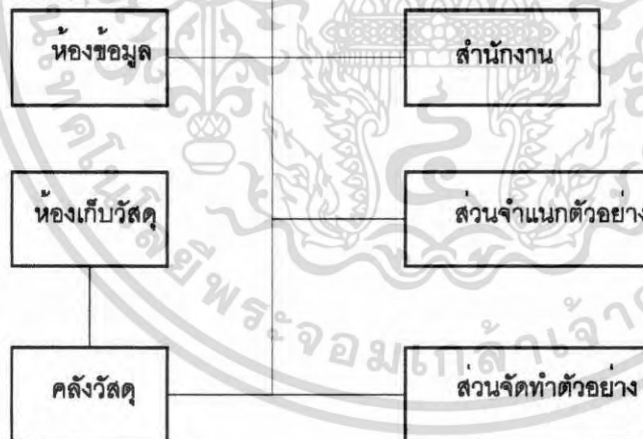 ห้องข้อมูล
สำนักงาน
ห้องเก็บวัสดุ
ส่วนจำแนกตัวอย่าง
คลังวัสดุ
ส่วนจัดทำตัวอย่าง